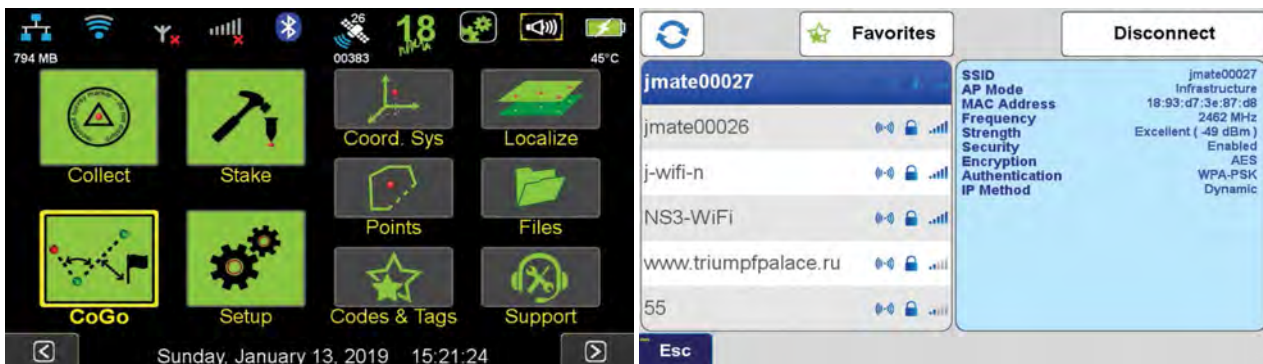 26
18
794 MB
00383
45°C
Collect
Stake
Coord. Sys
Localize
Points
Files
CoGo
Setup
Codes & Tags
Support
Sunday, January 13, 2019 15:21:24
Favorites
Disconnect
jmate00027
jmate00026
j-wifi-n
NS3-WiFi
www.triumpfpalace.ru
55
SSID jmate00027
AP Mode Infrastructure
MAC Address 18:93:d7:3e:87:d8
Frequency 2462 MHz
Strength Excellent ( -49 dBm )
Security Enabled
Encryption AES
Authentication WPA-PSK
IP Method Dynamic
Esc